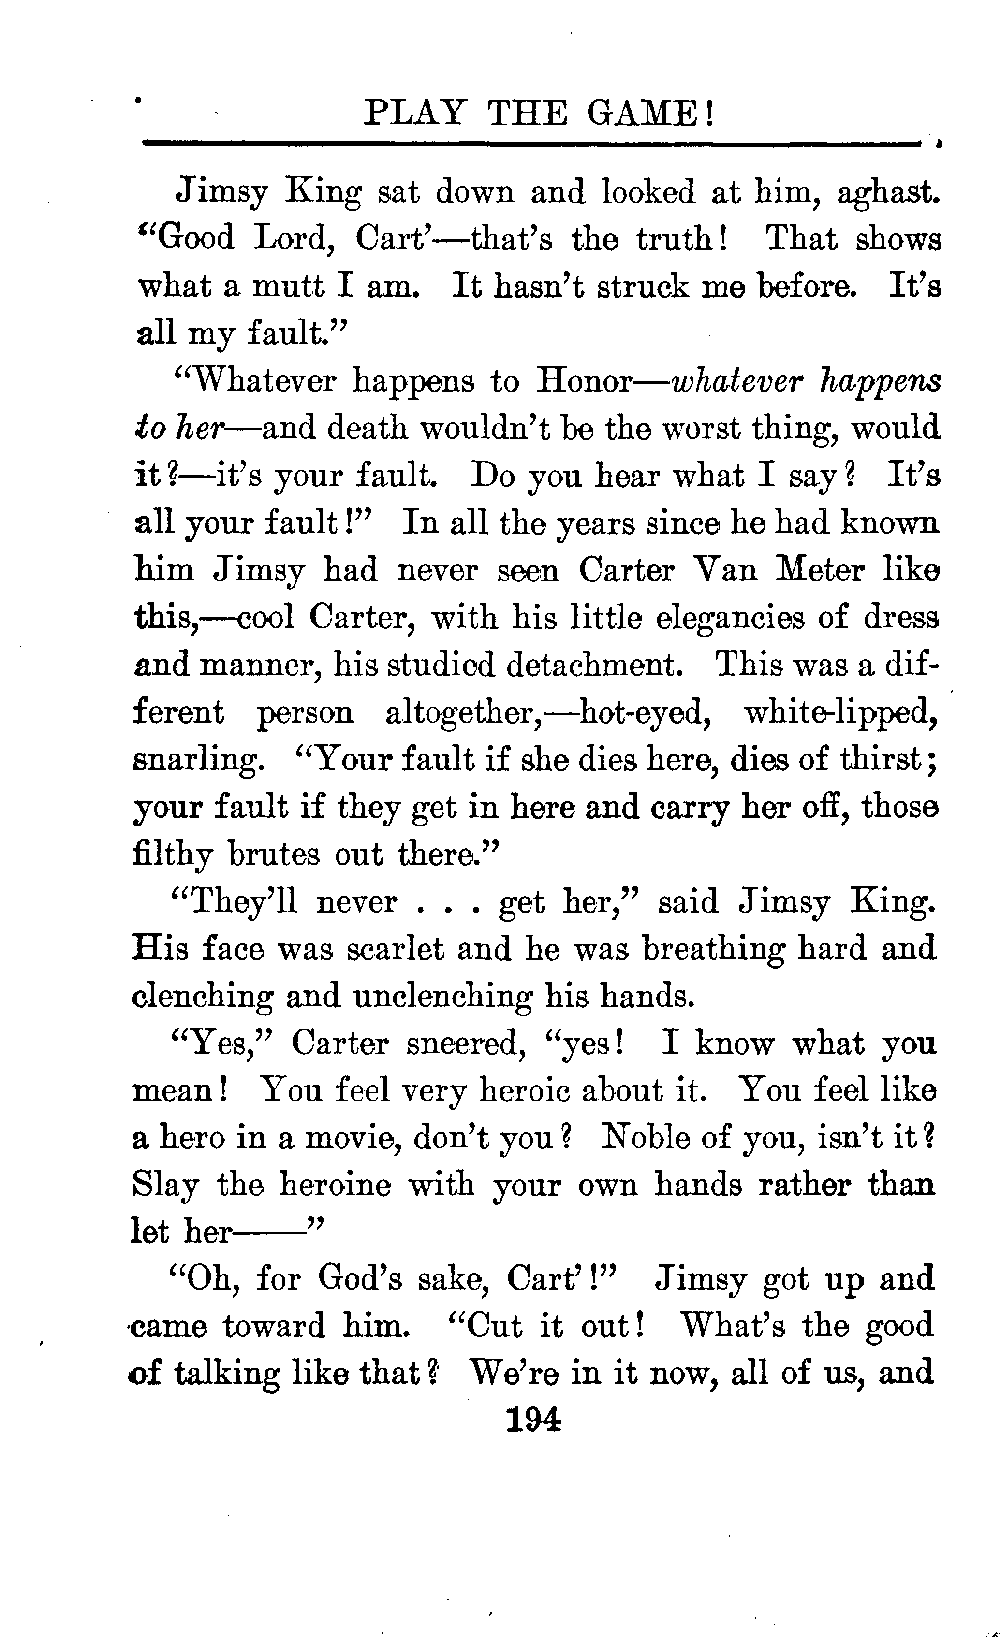 PLAY THE GAME!
Jimsy King sat down and looked at him, aghast.
“Good Lord, Cart’—that’s the truth! That shows
what a mutt I am. It hasn’t struck me before. It’s
all my fault.”
“Whatever happens to Honor—whatever happens
to her—and death wouldn’t be the worst thing, would
it?—it’s your fault. Do you hear what I say? It’s
all your fault!” In all the years since he had known
him Jimsy had never seen Carter Van Meter like
this,—cool Carter, with his little elegancies of dress
and manner, his studied detachment. This was a dif-
ferent person altogether,—hot-eyed, white-lipped,
snarling. “Your fault if she dies here, dies of thirst;
your fault if they get in here and carry her off, those
filthy brutes out there.”
“They’ll never . . . get her,” said Jimsy King.
His face was scarlet and he was breathing hard and
clenching and unclenching his hands.
“Yes,” Carter sneered, “yes! I know what you
mean! You feel very heroic about it. You feel like
a hero in a movie, don’t you? Noble of you, isn’t it?
Slay the heroine with your own hands rather than
let her——”
“Oh, for God’s sake, Cart’!” Jimsy got up and
came toward him. “Cut it out! What’s the good
of talking like that? We’re in it now, all of us, and
194